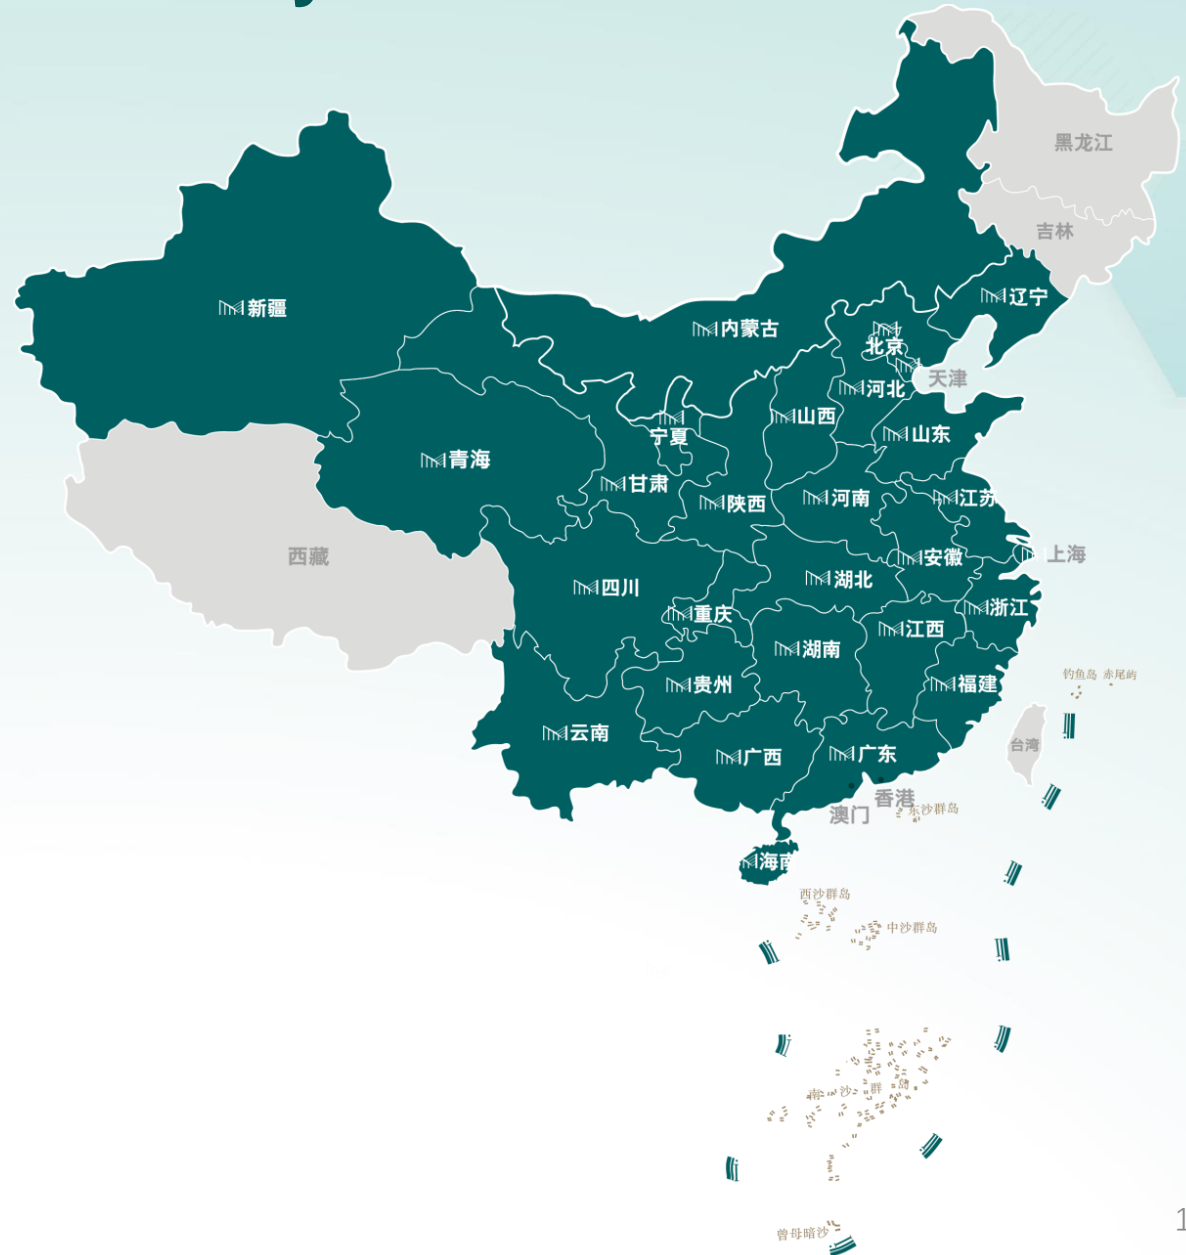 黑龙江
吉林
辽宁
新疆
内蒙古
北京
天津
河北
山西
山东
宁夏
青海
甘肃
陕西
河南
江苏
西藏
安徽
上海
四川
湖北
重庆
浙江
江西
湖南
贵州
福建
钓鱼岛 赤尾屿
云南
广西
广东
台湾
香港
澳门
东沙群岛
海南
西沙群岛
中沙群岛
南沙群岛
曾母暗沙
1